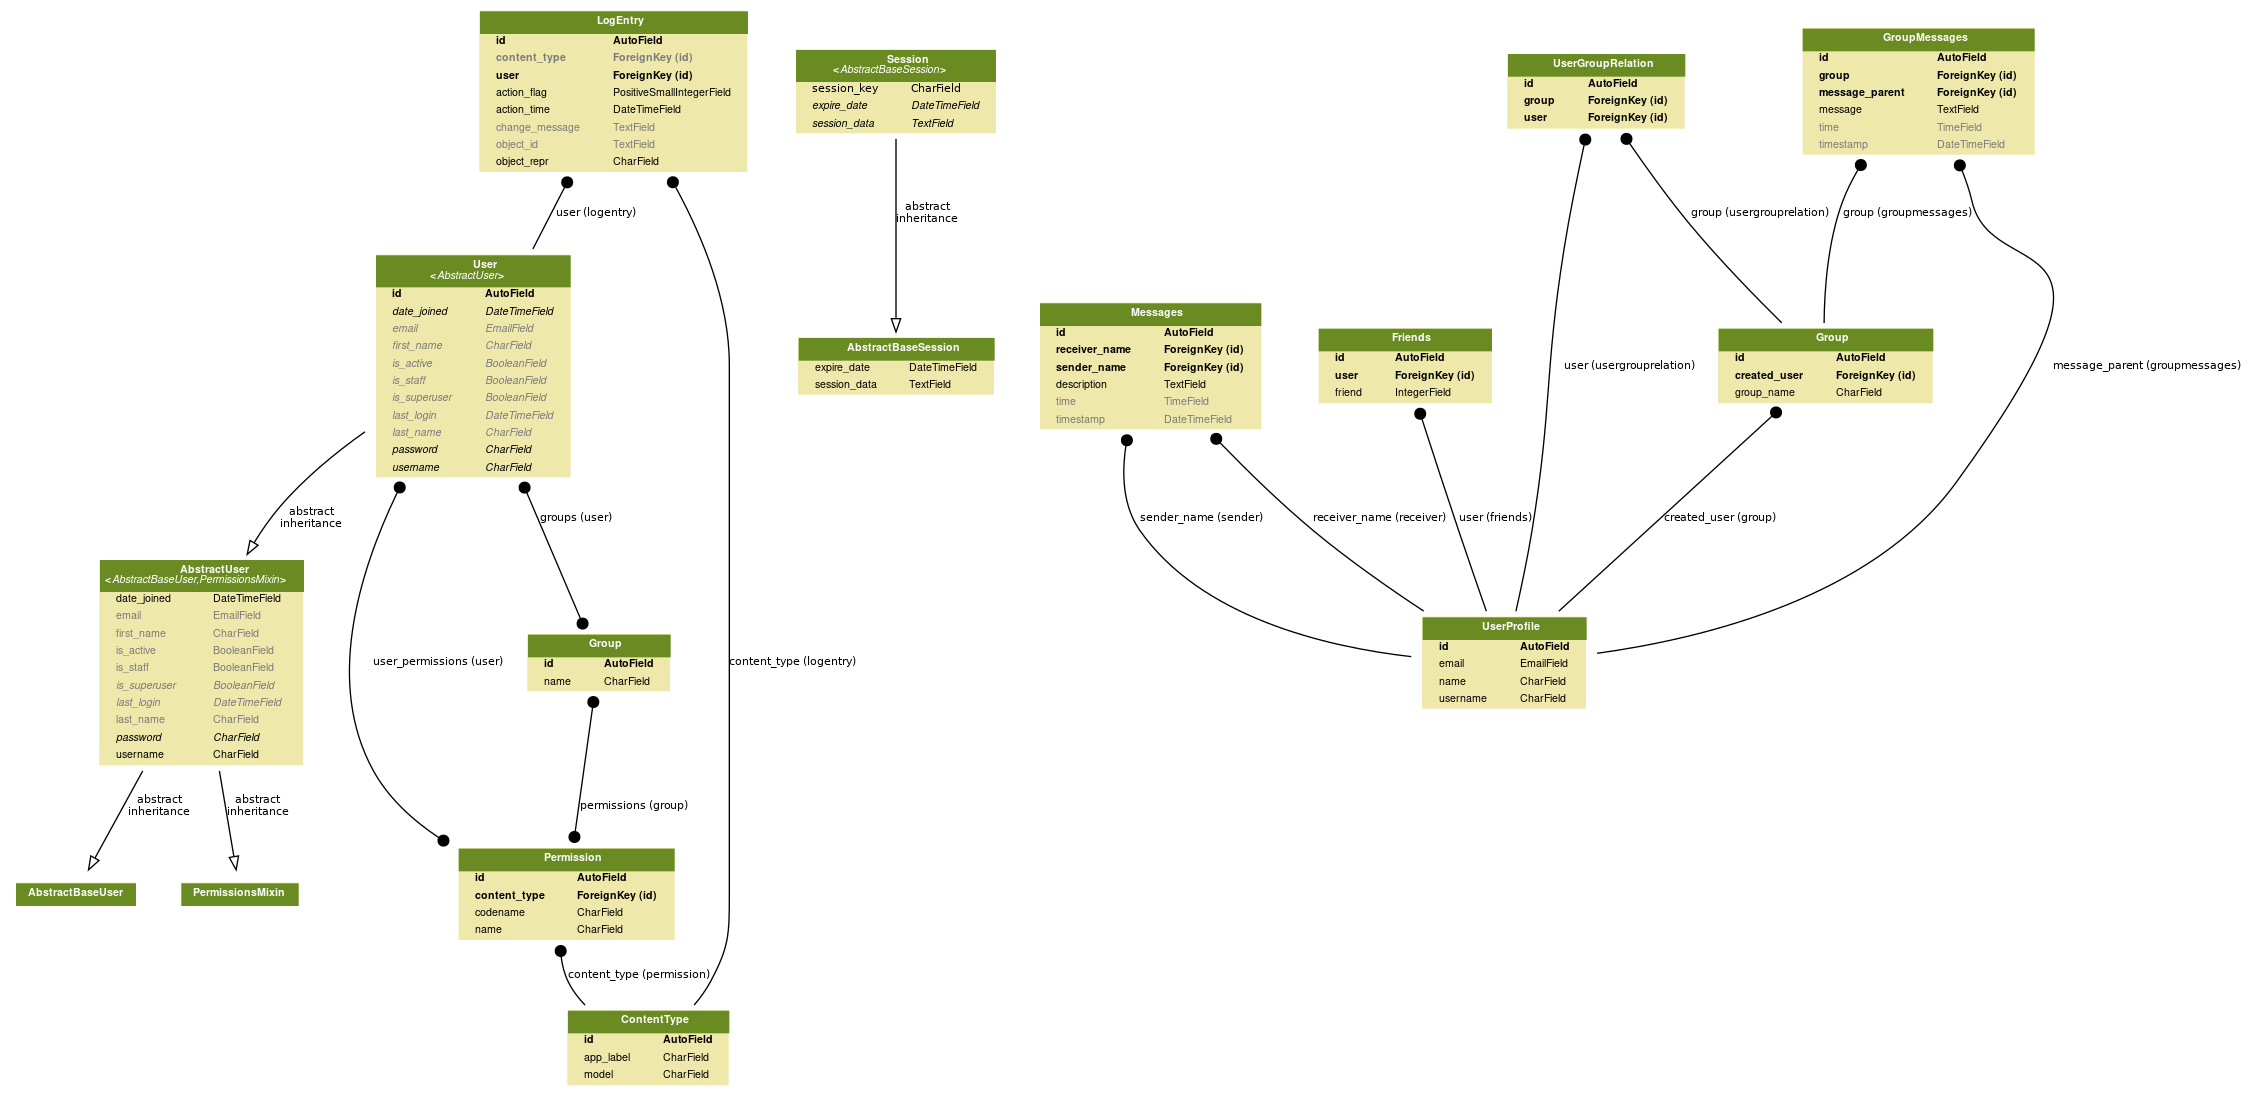 LogEntry
id AutoField
content_type ForeignKey (id)
user ForeignKey (id)
action_flag PositiveSmallIntegerField
action_time DateTimeField
change_message TextField
object_id TextField
object_repr CharField
Session
<AbstractBaseSession>
session_key CharField
expire_date DateTimeField
session_data TextField
UserGroupRelation
id AutoField
group ForeignKey (id)
user ForeignKey (id)
GroupMessages
id AutoField
group ForeignKey (id)
message_parent ForeignKey (id)
message TextField
time TimeField
timestamp DateTimeField
user (logentry)
abstract
inheritance
group (usergrouprelation)
group (groupmessages)
User
<AbstractUser>
id AutoField
date_joined DateTimeField
email EmailField
first_name CharField
is_active BooleanField
is_staff BooleanField
is_superuser BooleanField
last_login DateTimeField
last_name CharField
password CharField
username CharField
AbstractBaseSession
expire_date DateTimeField
session_data TextField
Messages
id AutoField
receiver_name ForeignKey (id)
sender_name ForeignKey (id)
description TextField
time TimeField
timestamp DateTimeField
Friends
id AutoField
user ForeignKey (id)
friend IntegerField
user (usergrouprelation)
Group
id AutoField
created_user ForeignKey (id)
group_name CharField
message_parent (groupmessages)
abstract
inheritance
groups (user)
sender_name (sender)
receiver_name (receiver)
user (friends)
created_user (group)
AbstractUser
<AbstractBaseUser,PermissionsMixin>
date_joined DateTimeField
email EmailField
first_name CharField
is_active BooleanField
is_staff BooleanField
is_superuser BooleanField
last_login DateTimeField
last_name CharField
password CharField
username CharField
user_permissions (user)
Group
id AutoField
name CharField
content_type (logentry)
UserProfile
id AutoField
email EmailField
name CharField
username CharField
abstract
inheritance
abstract
inheritance
permissions (group)
AbstractBaseUser
PermissionsMixin
Permission
id AutoField
content_type ForeignKey (id)
codename CharField
name CharField
content_type (permission)
ContentType
id AutoField
app_label CharField
model CharField